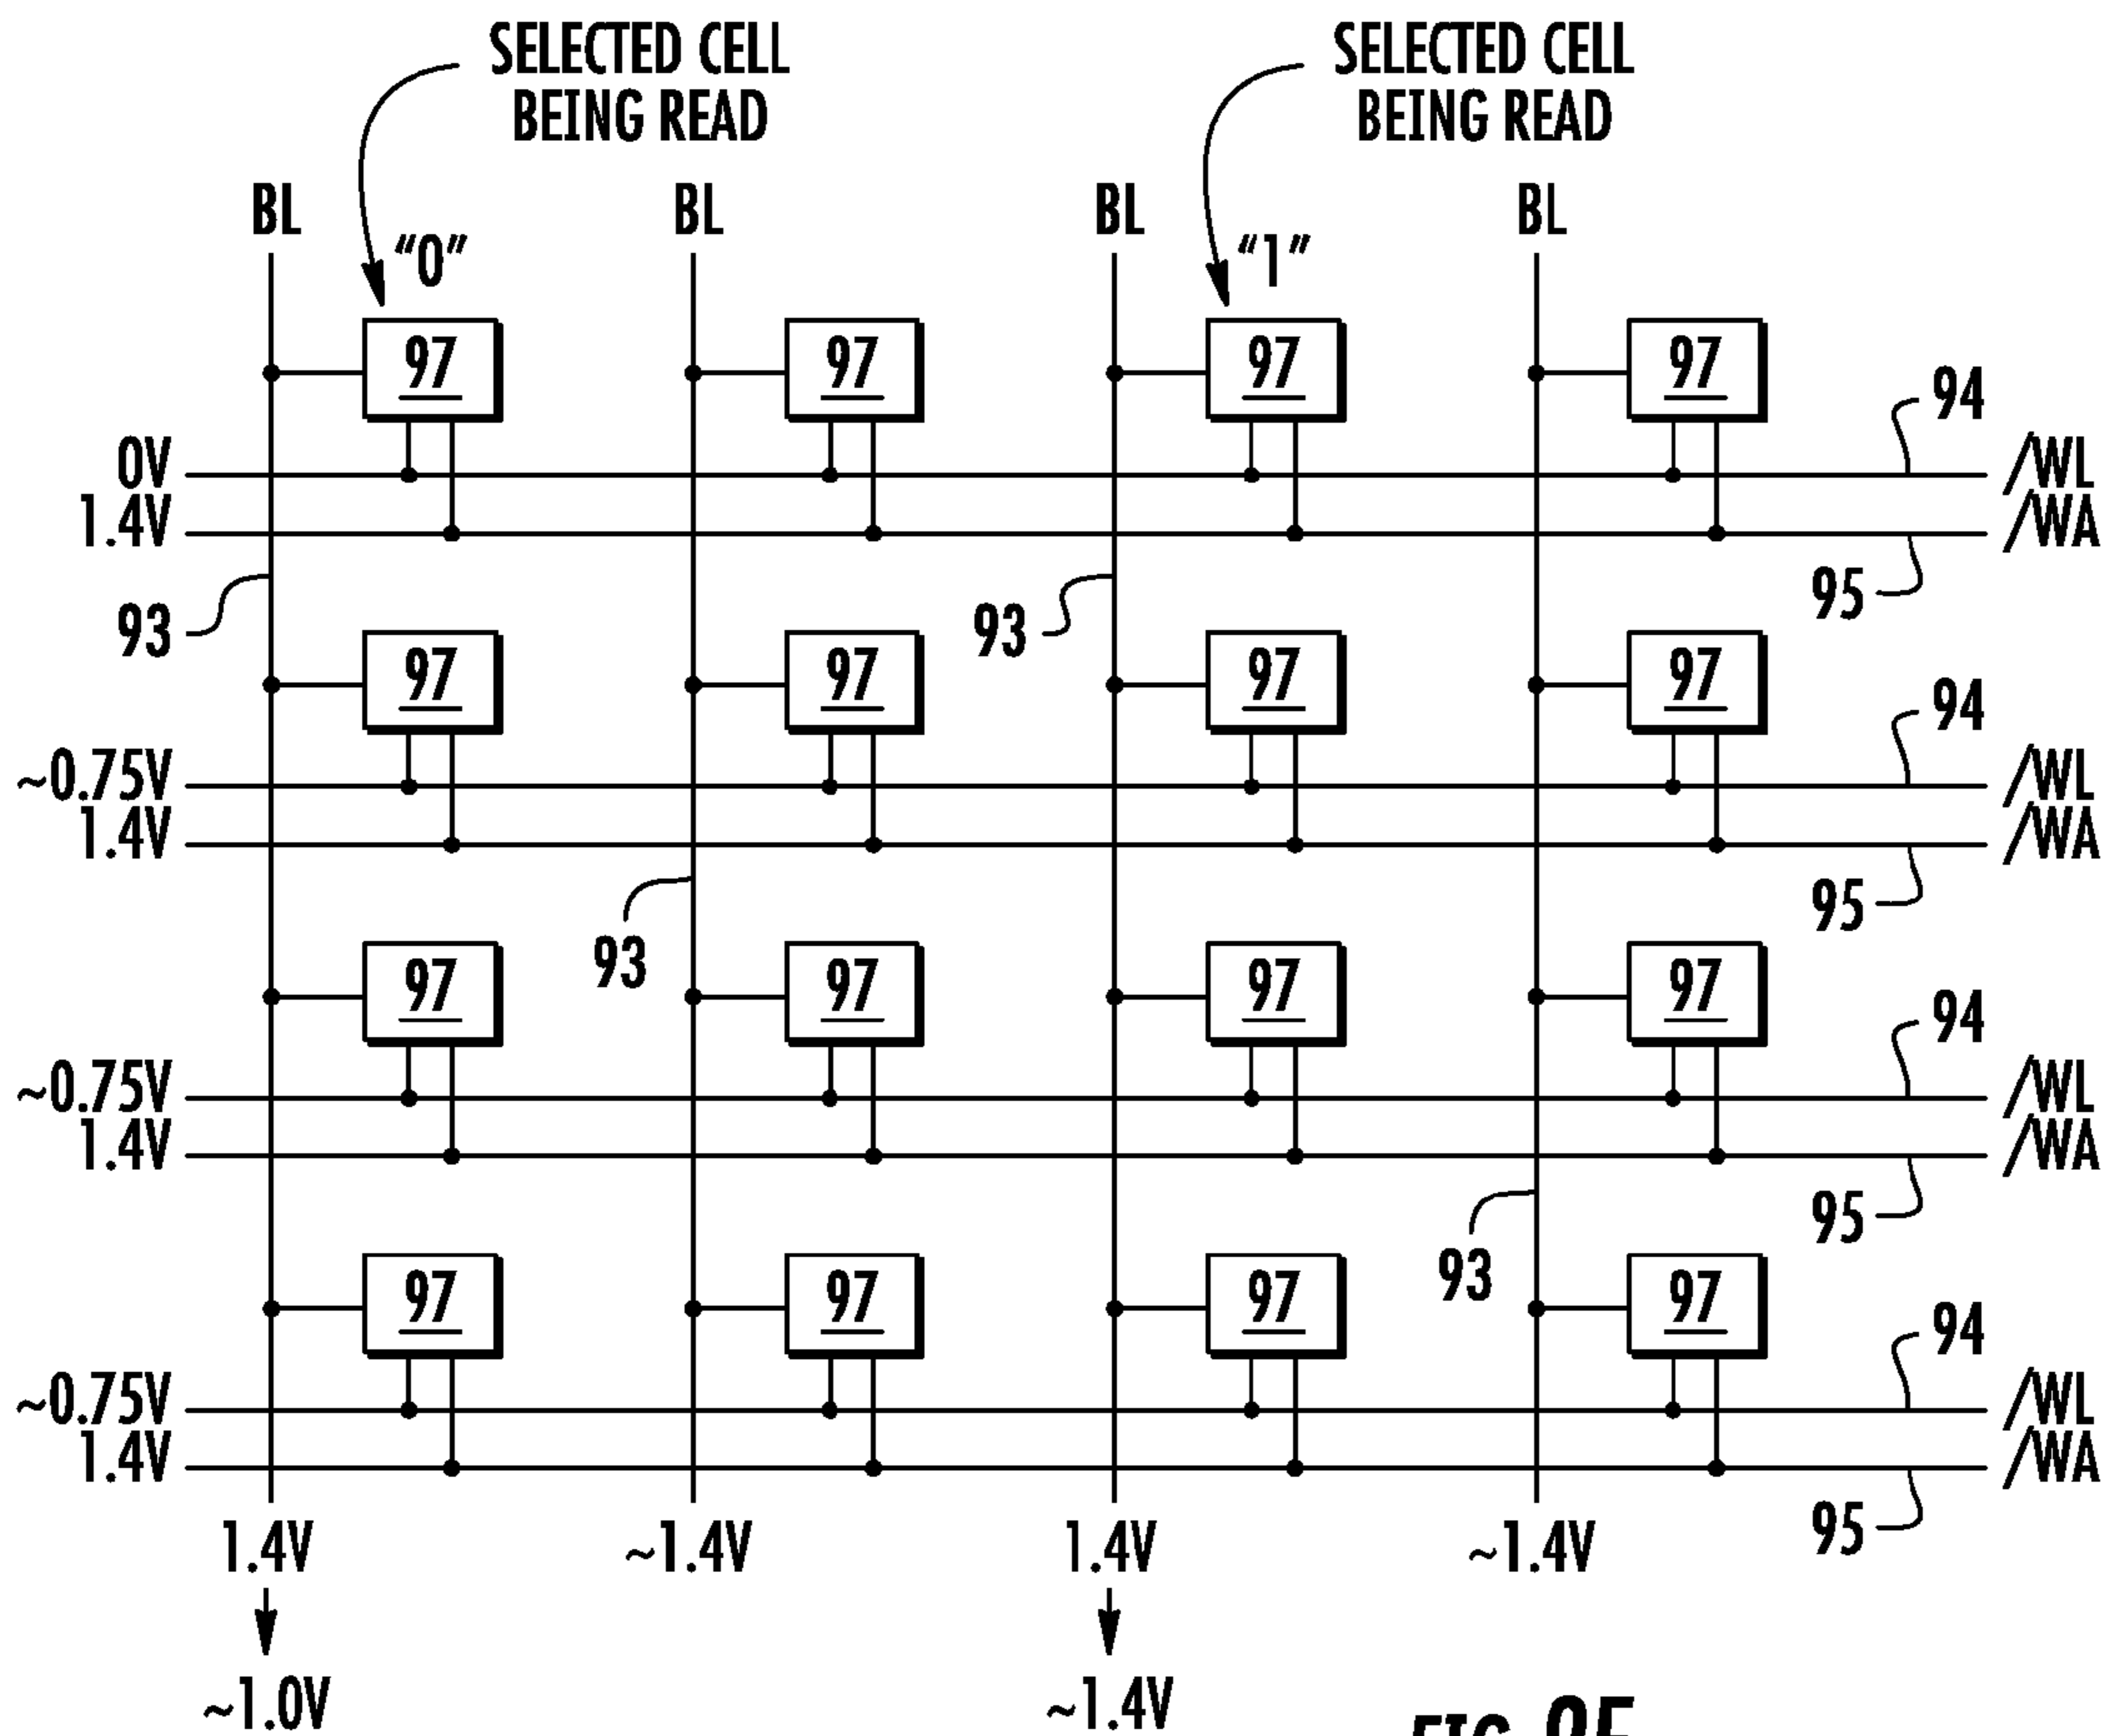 SELECTED CELL
BEING READ
SELECTED CELL
BEING READ
BL BL BL BL
“0” “1”
97 97 97 97
94
0V /WL
1.4V /WA
95
93 93
97 97 97 97
94
~0.75V /WL
1.4V /WA
95
93
97 97 97 97
94
~0.75V /WL
1.4V /WA
95
93
97 97 97 97
94
~0.75V /WL
1.4V /WA
95
1.4V ~1.4V 1.4V ~1.4V
~1.0V ~1.4V